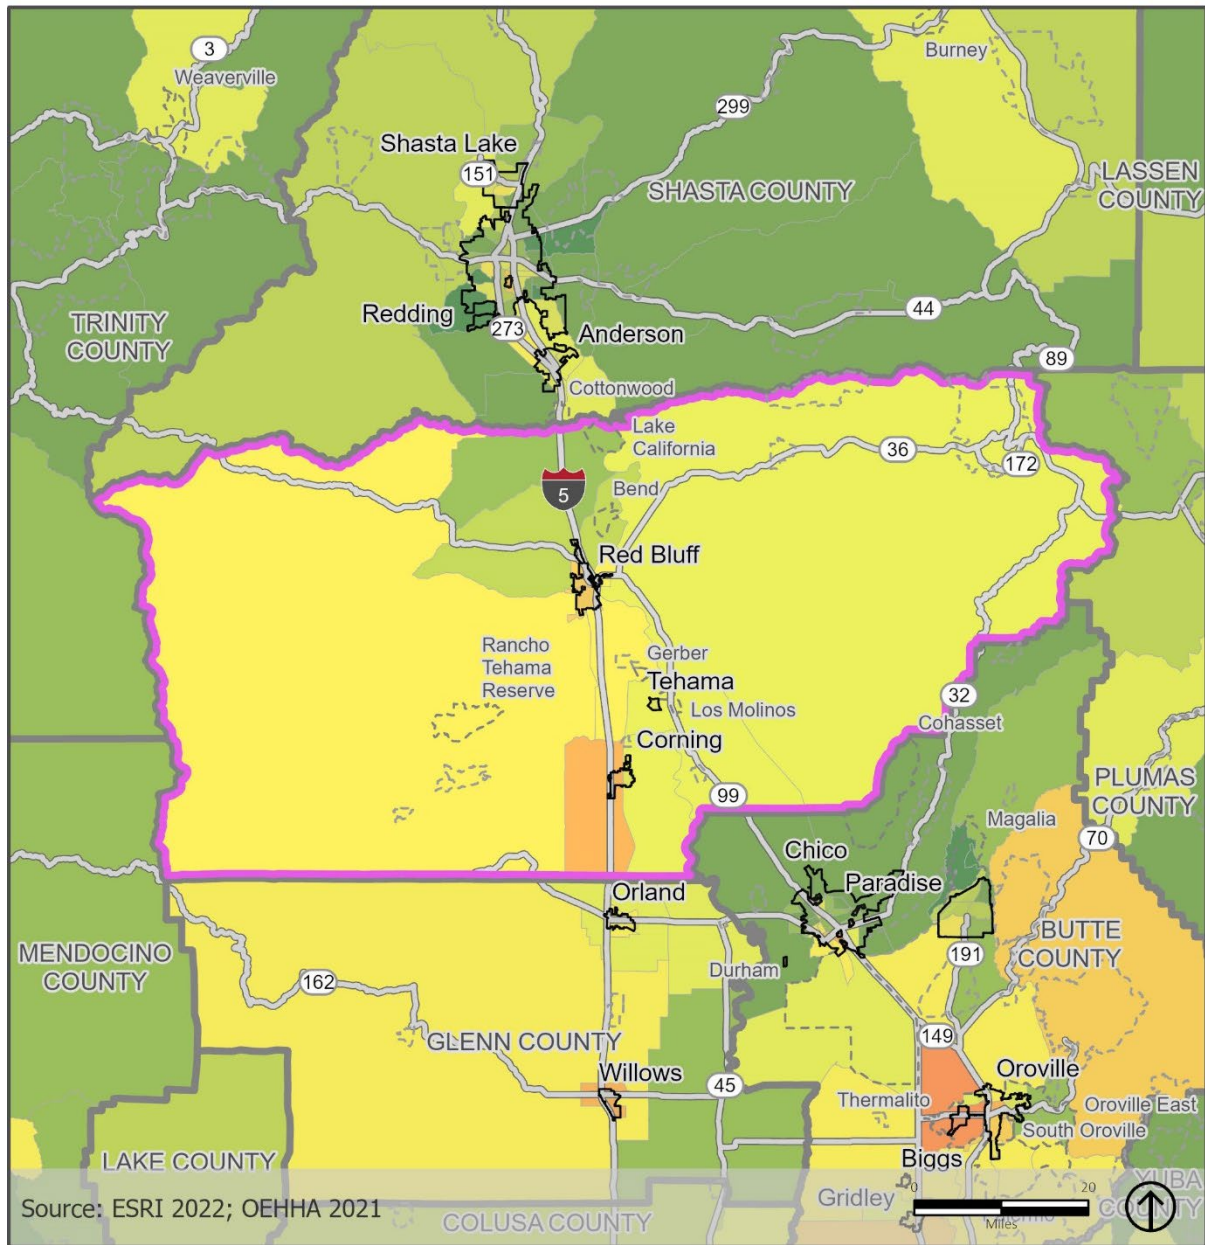 3
Weaverville
Burney
299
Shasta Lake
151
SHASTA COUNTY
LASSEN
COUNTY
TRINITY
COUNTY
Redding
273
Anderson
44
89
Cottonwood
Lake
California
36
172
5
Bend
Red Bluff
Rancho
Tehama
Reserve
Gerber
Tehama
Los Molinos
32
Cohasset
Corning
99
PLUMAS
COUNTY
Magalia
70
Chico
Paradise
Orland
MENDOCINO
COUNTY
BUTTE
COUNTY
191
Durham
162
GLENN COUNTY
149
Willows
45
Oroville
Thermalito
Oroville East
South Oroville
Biggs
LAKE COUNTY
YUBA
COUNTY
Gridley
0
20
Miles
Source: ESRI 2022; OEHHA 2021
COLUSA COUNTY